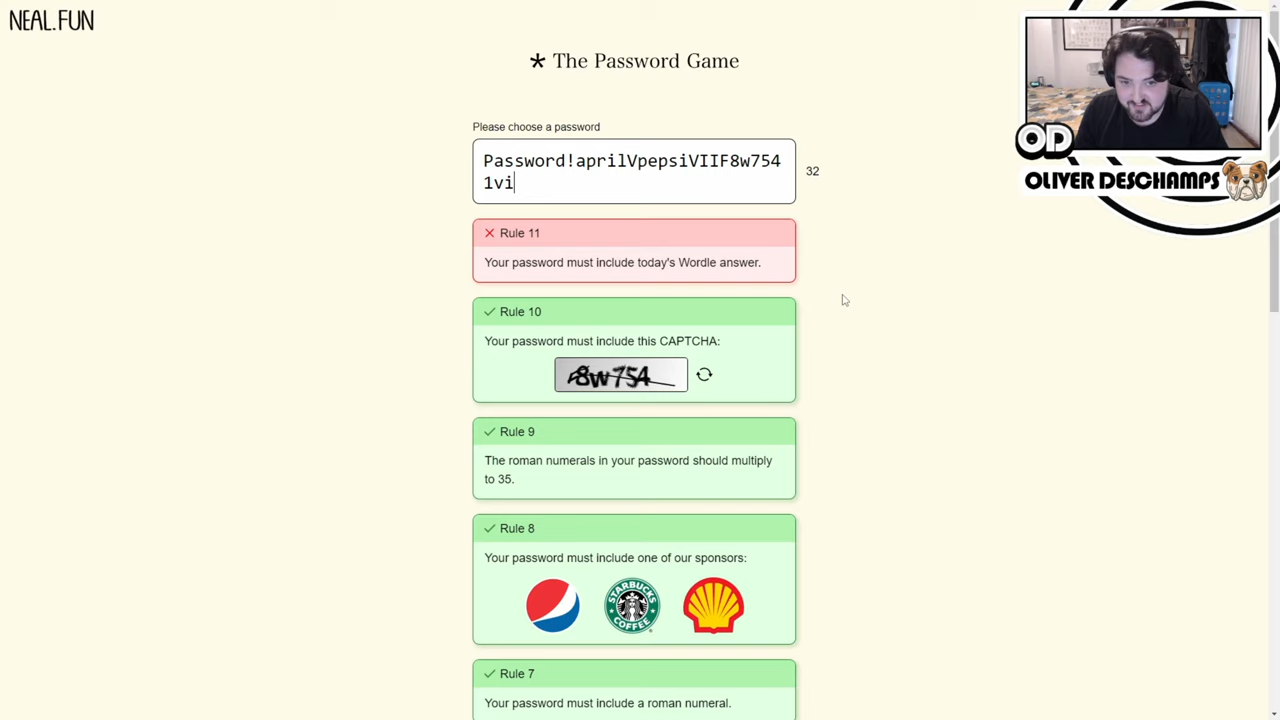 NEAL.FUN
* The Password Game
Please choose a password
Password!aprilVpepsiVIIF8w754
1vi
32
Rule 11
Your password must include today's Wordle answer.
Rule 10
Your password must include this CAPTCHA:
8w754
Rule 9
The roman numerals in your password should multiply
to 35.
Rule 8
Your password must include one of our sponsors:
STARBUCKS
COFFEE
Rule 7
Your password must include a roman numeral.
OD
OLIVER DESCHAMPS